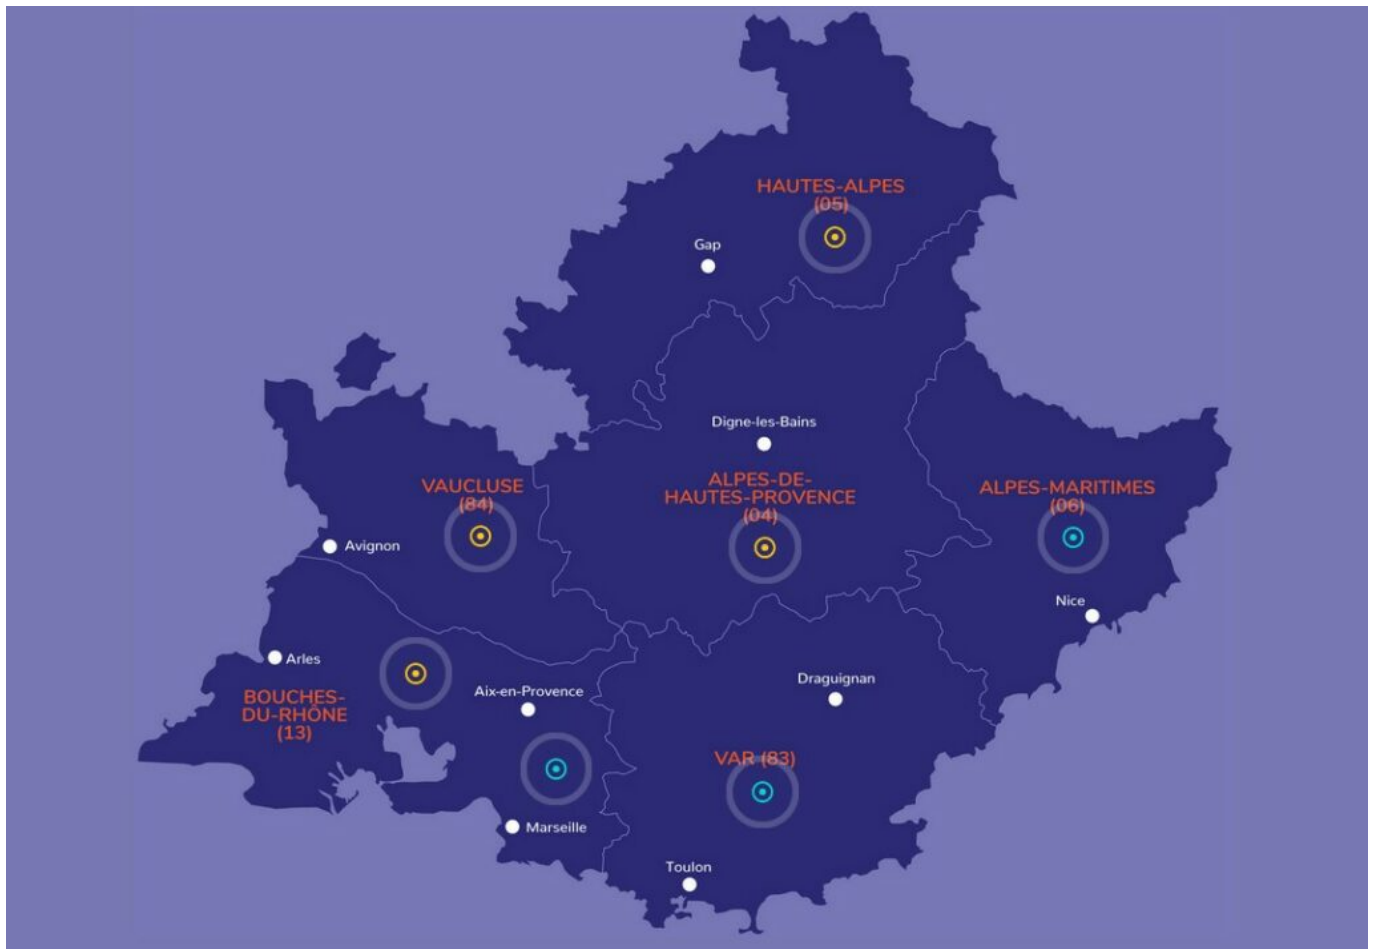 HAUTES-ALPES
(05)
Gap
Digne-les-Bains
ALPES-DE-
HAUTES-PROVENCE
(04)
VAUCLUSE
(84)
ALPES-MARITIMES
(06)
Avignon
Nice
Arles
BOUCHES-
DU-RHÔNE
(13)
Aix-en-Provence
Draguignan
VAR (83)
Marseille
Toulon